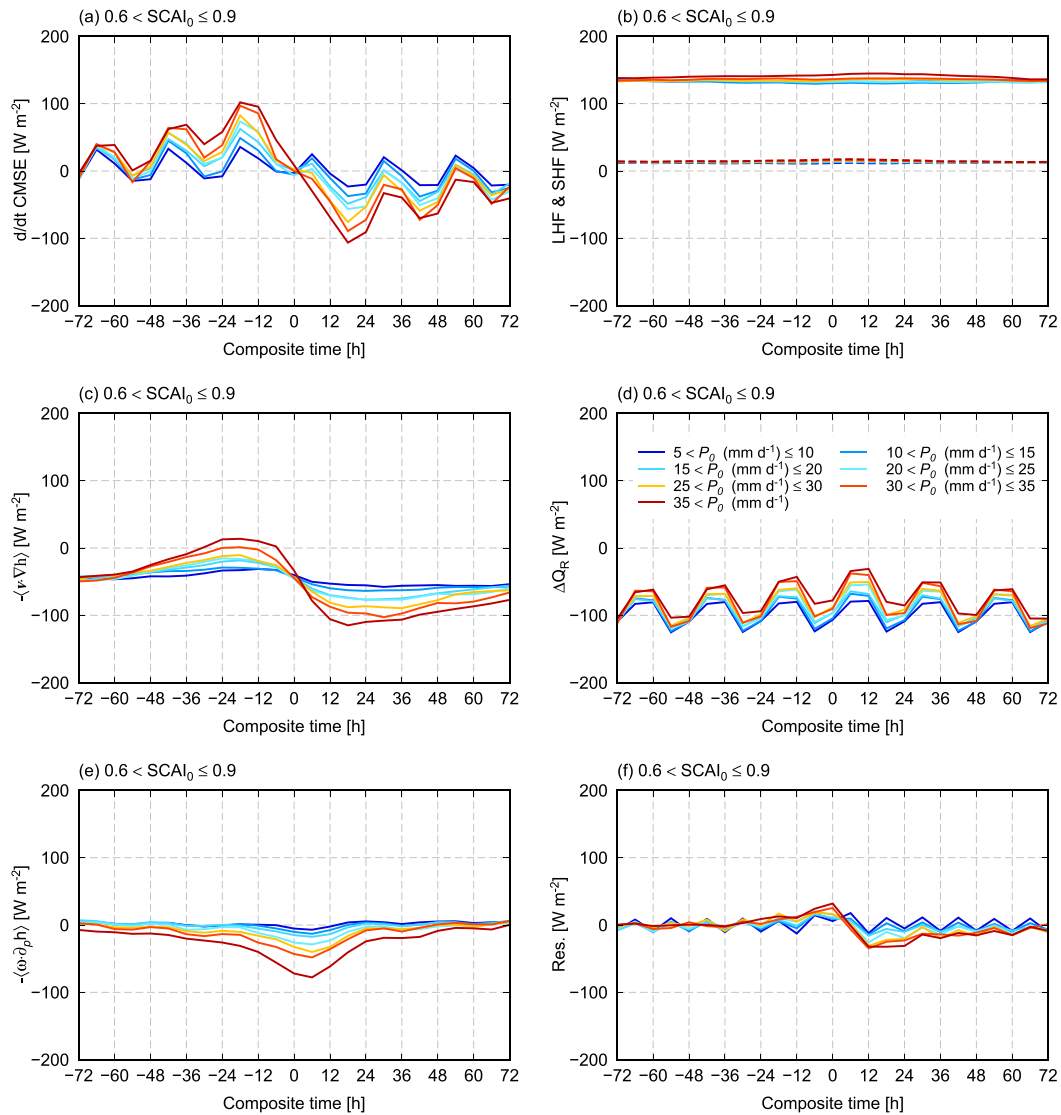 (a) 0.6 < SCAI₀ ≤ 0.9
d/dt CMSE [W m⁻²]
200
100
0
−100
−200
−72 −60 −48 −36 −24 −12 0 12 24 36 48 60 72
Composite time [h]
(b) 0.6 < SCAI₀ ≤ 0.9
LHF & SHF [W m⁻²]
200
100
0
−100
−200
−72 −60 −48 −36 −24 −12 0 12 24 36 48 60 72
Composite time [h]
(c) 0.6 < SCAI₀ ≤ 0.9
-⟨v·∇h⟩ [W m⁻²]
200
100
0
−100
−200
−72 −60 −48 −36 −24 −12 0 12 24 36 48 60 72
Composite time [h]
(d) 0.6 < SCAI₀ ≤ 0.9
ΔQ_R [W m⁻²]
200
100
0
−100
−200
5 < P₀ (mm d⁻¹) ≤ 10
10 < P₀ (mm d⁻¹) ≤ 15
15 < P₀ (mm d⁻¹) ≤ 20
20 < P₀ (mm d⁻¹) ≤ 25
25 < P₀ (mm d⁻¹) ≤ 30
30 < P₀ (mm d⁻¹) ≤ 35
35 < P₀ (mm d⁻¹)
−72 −60 −48 −36 −24 −12 0 12 24 36 48 60 72
Composite time [h]
(e) 0.6 < SCAI₀ ≤ 0.9
-⟨ω·∂ₚh⟩ [W m⁻²]
200
100
0
−100
−200
−72 −60 −48 −36 −24 −12 0 12 24 36 48 60 72
Composite time [h]
(f) 0.6 < SCAI₀ ≤ 0.9
Res. [W m⁻²]
200
100
0
−100
−200
−72 −60 −48 −36 −24 −12 0 12 24 36 48 60 72
Composite time [h]